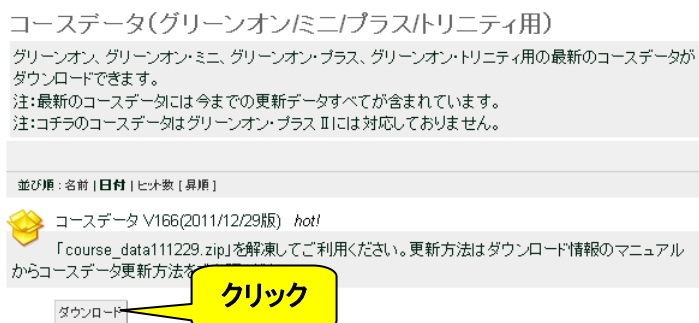 コースデータ(グリーンオン/ミニ/プラス/トリニティ用)
グリーンオン、グリーンオン・ミニ、グリーンオン・プラス、グリーンオン・トリニティ用の最新のコースデータが
ダウンロードできます。
注:最新のコースデータには今までの更新データすべてが含まれています。
注:コチラのコースデータはグリーンオン・プラスⅡには対応しておりません。
並び順 : 名前 | 日付 | ヒット数 [ 昇順 ]
コースデータ V166(2011/12/29版) hot!
「course_data111229.zip」を解凍してご利用ください。更新方法はダウンロード情報のマニュアル
からコースデータ更新方法を
クリック
ダウンロード